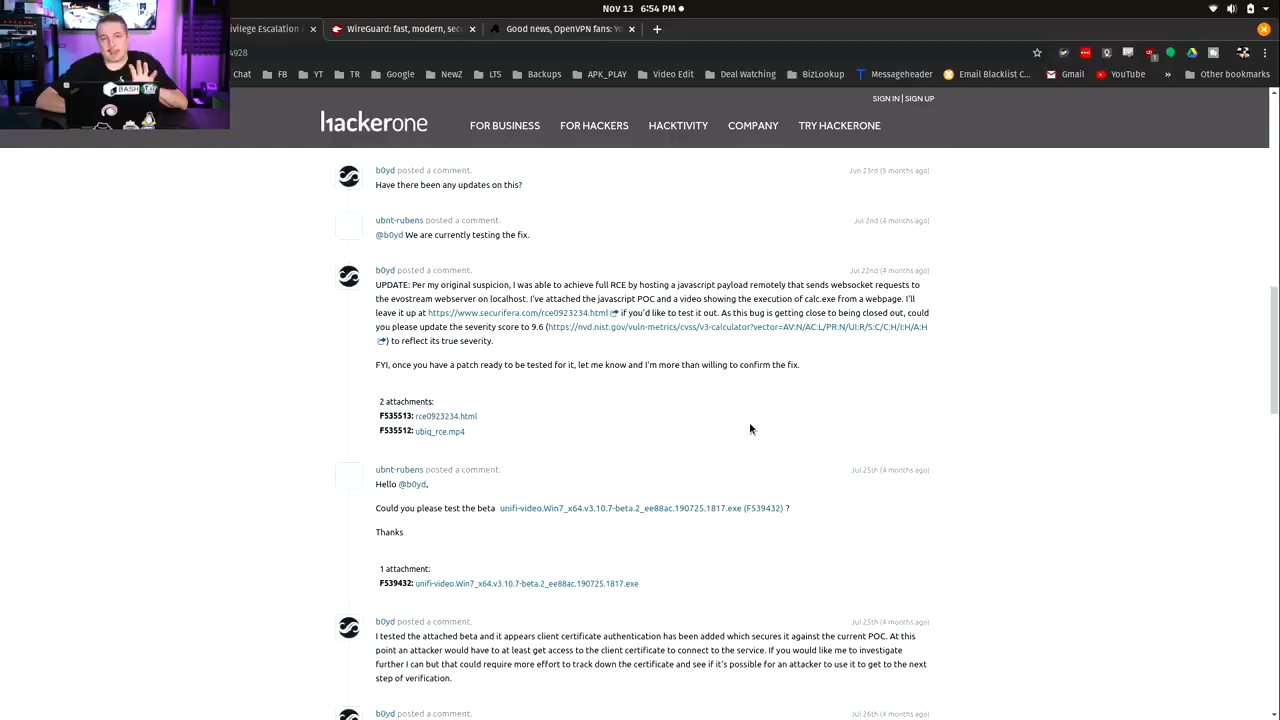 NOV 13 6:54 PM
ivilege Escalation
WireGuard: fast, modern, sec
Good news, OpenVPN fans:
4928
Chat
FB
YT
TR
Google
NewZ
LTS
Backups
APK_PLAY
Video Edit
Deal Watching
BizLookup
Messageheader
Email Blacklist C...
Gmail
YouTube
»
Other bookmarks
BASH
SIGN IN | SIGN UP
hackerone
FOR BUSINESS
FOR HACKERS
HACKTIVITY
COMPANY
TRY HACKERONE
b0yd posted a comment. Jun 23rd (5 months ago)
Have there been any updates on this?
ubnt-rubens posted a comment. Jul 2nd (4 months ago)
@b0yd We are currently testing the fix.
b0yd posted a comment. Jul 22nd (4 months ago)
UPDATE: Per my original suspicion, I was able to achieve full RCE by hosting a javascript payload remotely that sends websocket requests to
the evostream webserver on localhost. I've attached the javascript POC and a video showing the execution of calc.exe from a webpage. I'll
leave it up at https://www.securifera.com/rce0923234.html if you'd like to test it out. As this bug is getting close to being closed out, could
you please update the severity score to 9.6 (https://nvd.nist.gov/vuln-metrics/cvss/v3-calculator?vector=AV:N/AC:L/PR:N/UI:R/S:C/C:H/I:H/A:H
) to reflect its true severity.
FYI, once you have a patch ready to be tested for it, let me know and I'm more than willing to confirm the fix.
2 attachments:
F535513: rce0923234.html
F535512: ubiq_rce.mp4
ubnt-rubens posted a comment. Jul 25th (4 months ago)
Hello @b0yd,
Could you please test the beta unifi-video.Win7_x64.v3.10.7-beta.2_ee88ac.190725.1817.exe (F539432) ?
Thanks
1 attachment:
F539432: unifi-video.Win7_x64.v3.10.7-beta.2_ee88ac.190725.1817.exe
b0yd posted a comment. Jul 25th (4 months ago)
I tested the attached beta and it appears client certificate authentication has been added which secures it against the current POC. At this
point an attacker would have to at least get access to the client certificate to connect to the service. If you would like me to investigate
further I can but that could require more effort to track down the certificate and see if it's possible for an attacker to use it to get to the next
step of verification.
b0yd posted a comment. Jul 26th (4 months ago)